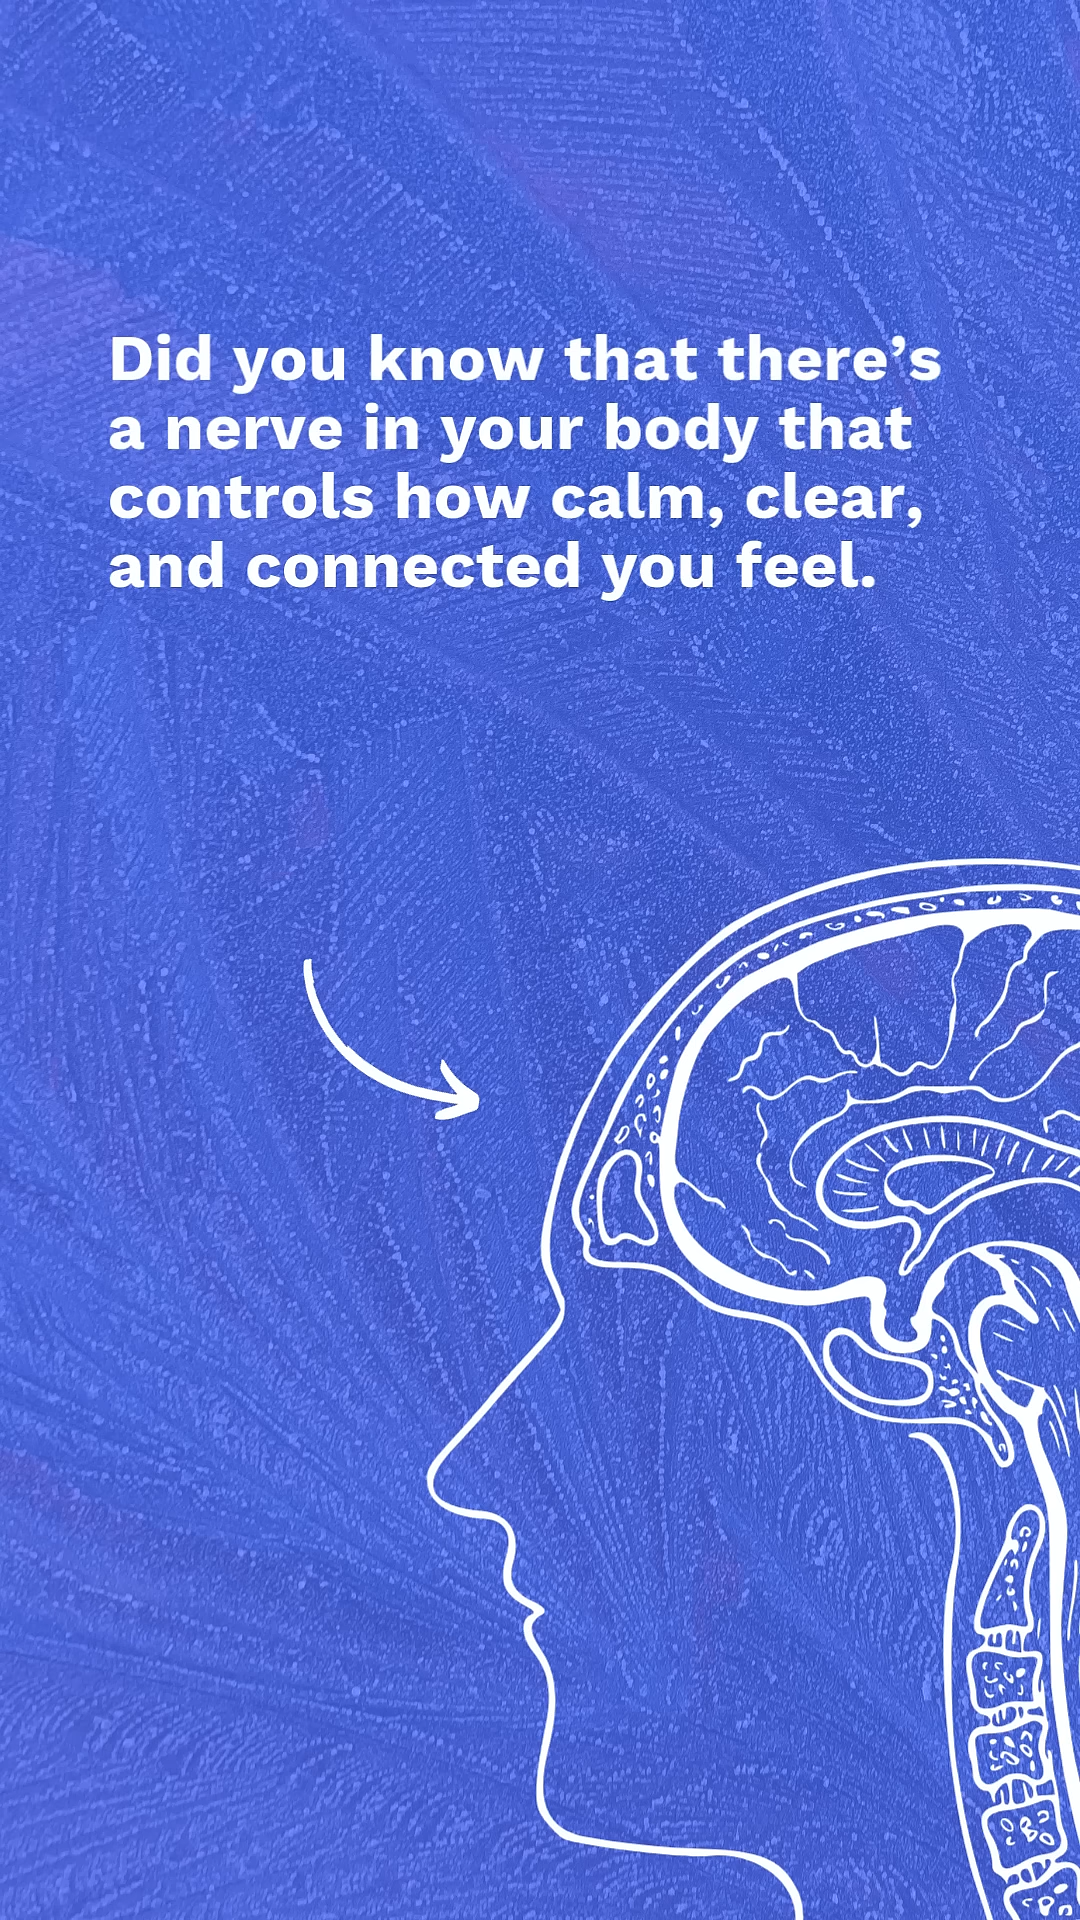 Did you know that there’s
a nerve in your body that
controls how calm, clear,
and connected you feel.